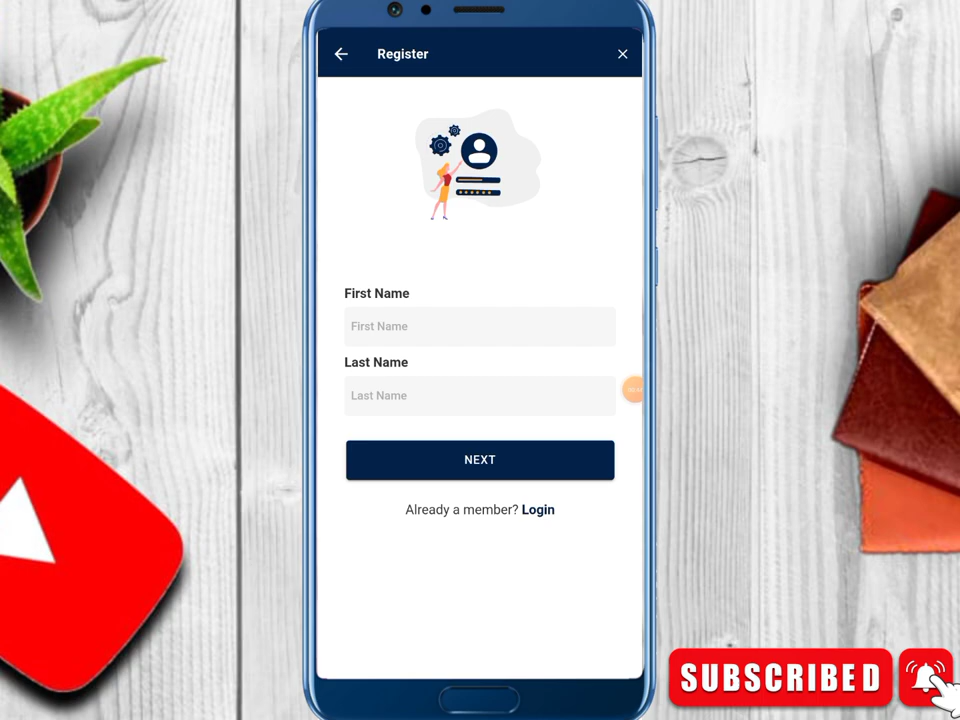 Register
First Name
First Name
Last Name
Last Name
NEXT
Already a member? Login
SUBSCRIBED